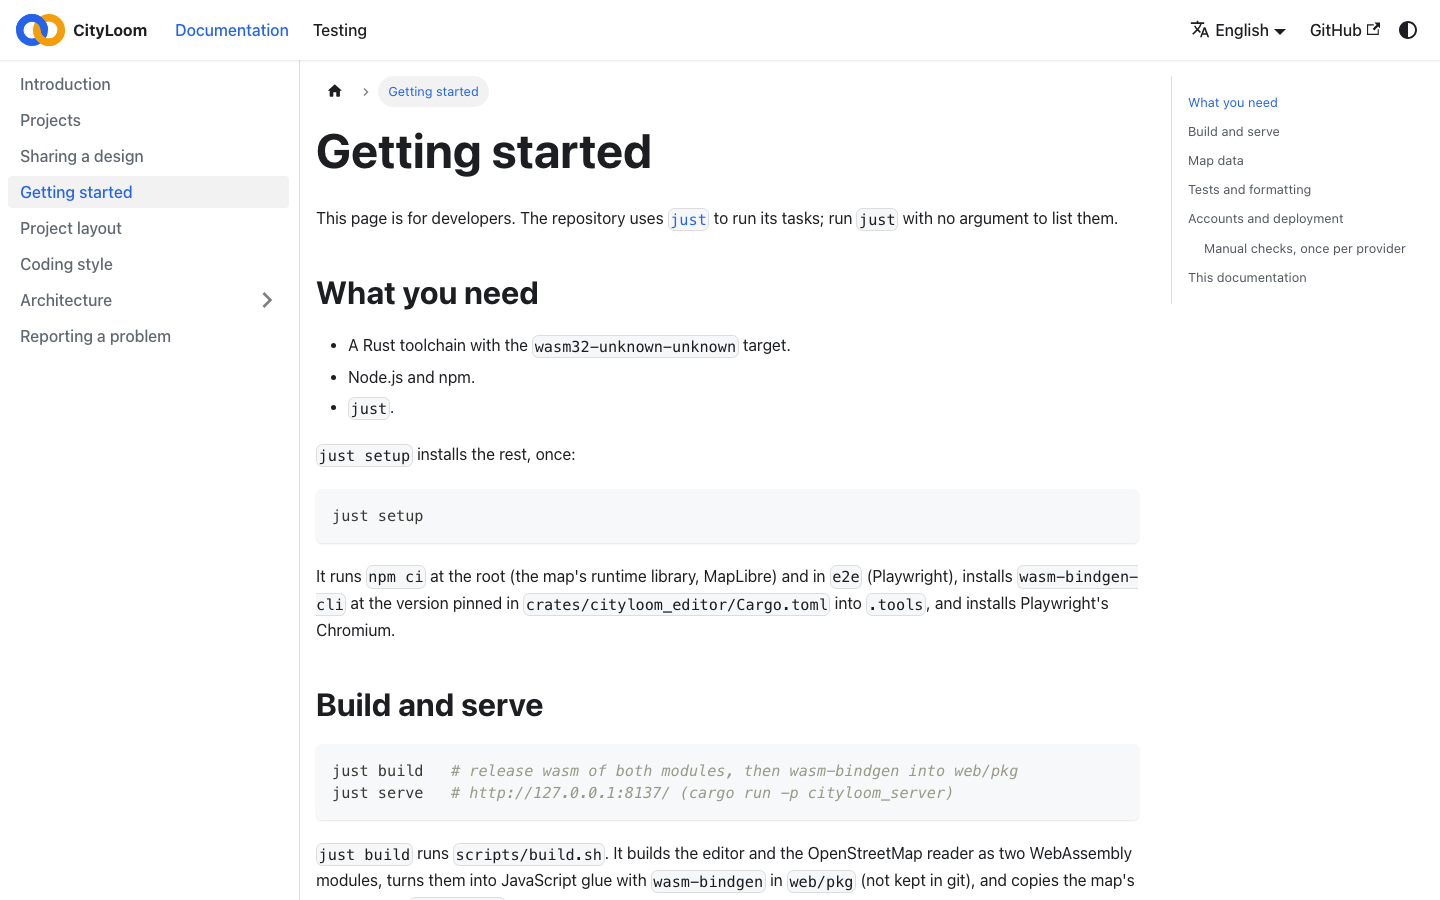 CityLoom
Documentation
Testing
English
GitHub
Introduction
Projects
Sharing a design
Getting started
Project layout
Coding style
Architecture
Reporting a problem
Getting started
Getting started
This page is for developers. The repository uses just to run its tasks; run just with no argument to list them.
What you need
A Rust toolchain with the wasm32-unknown-unknown target.
Node.js and npm.
just.
just setup installs the rest, once:
just setup
It runs npm ci at the root (the map's runtime library, MapLibre) and in e2e (Playwright), installs wasm-bindgen-
cli at the version pinned in crates/cityloom_editor/Cargo.toml into .tools, and installs Playwright's
Chromium.
Build and serve
just build   # release wasm of both modules, then wasm-bindgen into web/pkg
just serve   # http://127.0.0.1:8137/ (cargo run -p cityloom_server)
just build runs scripts/build.sh. It builds the editor and the OpenStreetMap reader as two WebAssembly
modules, turns them into JavaScript glue with wasm-bindgen in web/pkg (not kept in git), and copies the map's
What you need
Build and serve
Map data
Tests and formatting
Accounts and deployment
Manual checks, once per provider
This documentation